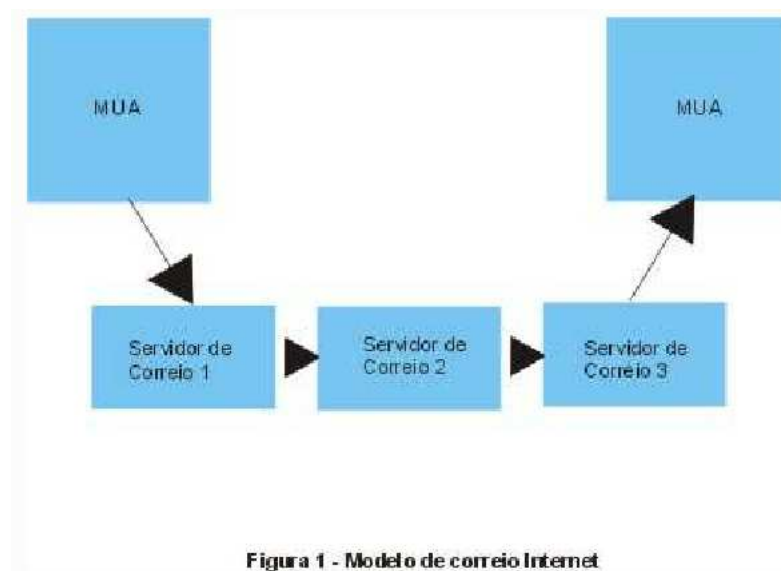 MUA
MUA
Servidor de
Correio 1
Servidor de
Correio 2
Servidor de
Correio 3
Figura 1 - Modelo de correio Internet